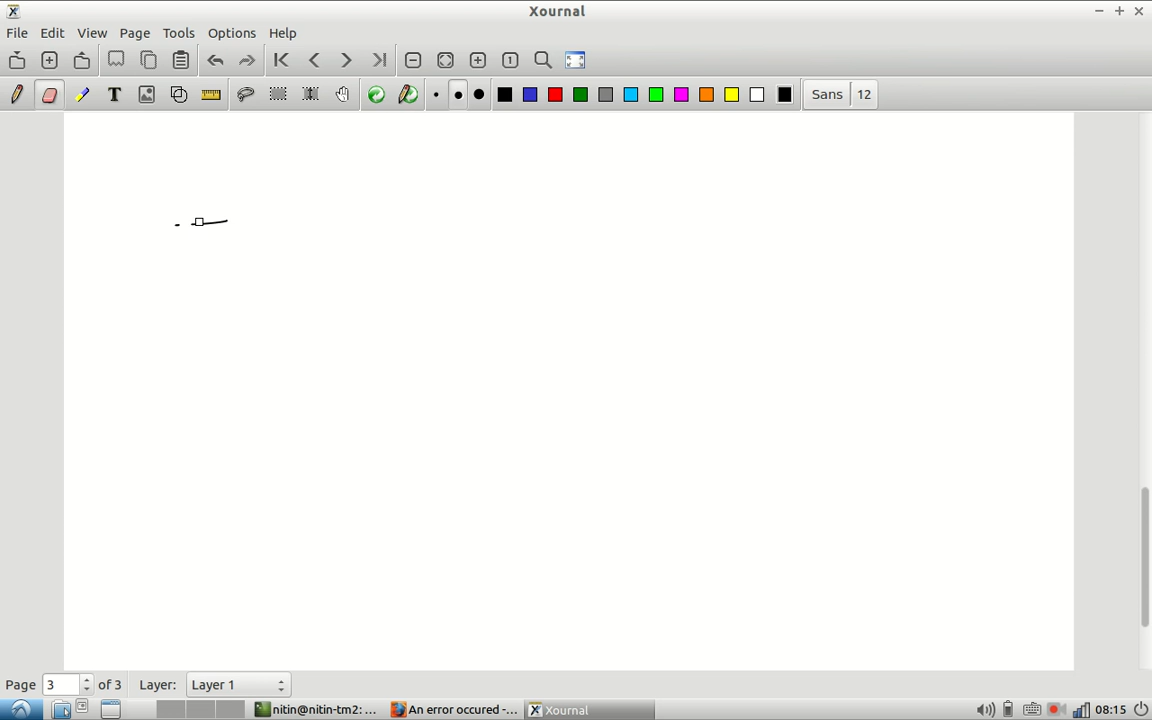 Xournal
File Edit View Page Tools Options Help
Sans 12
Page 3 of 3 Layer: Layer 1
nitin@nitin-tm2: ... An error occured -... Xournal 08:15